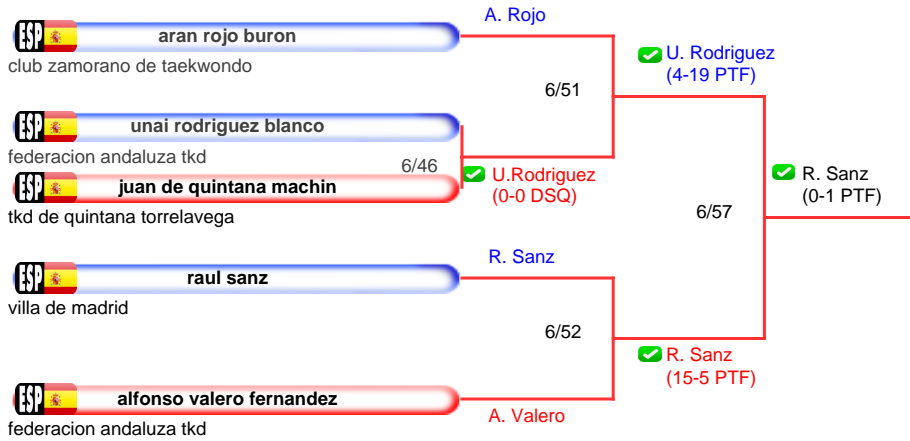 A. Rojo
ESP aran rojo buron
club zamorano de taekwondo
U. Rodriguez
(4-19 PTF)
6/51
ESP unai rodriguez blanco
federacion andaluza tkd
6/46
U.Rodriguez
(0-0 DSQ)
ESP juan de quintana machin
tkd de quintana torrelavega
R. Sanz
(0-1 PTF)
6/57
R. Sanz
ESP raul sanz
villa de madrid
6/52
R. Sanz
(15-5 PTF)
ESP alfonso valero fernandez
A. Valero
federacion andaluza tkd